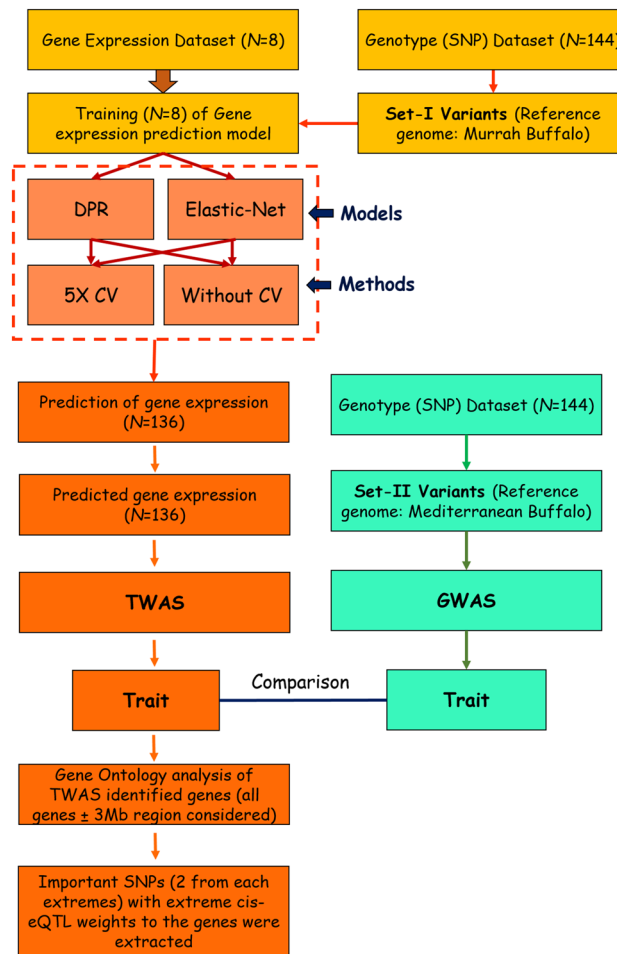 Gene Expression Dataset (N=8)
Genotype (SNP) Dataset (N=144)
Training (N=8) of Gene
expression prediction model
Set-I Variants (Reference
genome: Murrah Buffalo)
DPR
Elastic-Net
Models
5X CV
Without CV
Methods
Prediction of gene expression
(N=136)
Genotype (SNP) Dataset (N=144)
Predicted gene expression
(N=136)
Set-II Variants (Reference
genome: Mediterranean Buffalo)
TWAS
GWAS
Trait
Comparison
Trait
Gene Ontology analysis of
TWAS identified genes (all
genes ± 3Mb region considered)
Important SNPs (2 from each
extremes) with extreme cis-
eQTL weights to the genes were
extracted